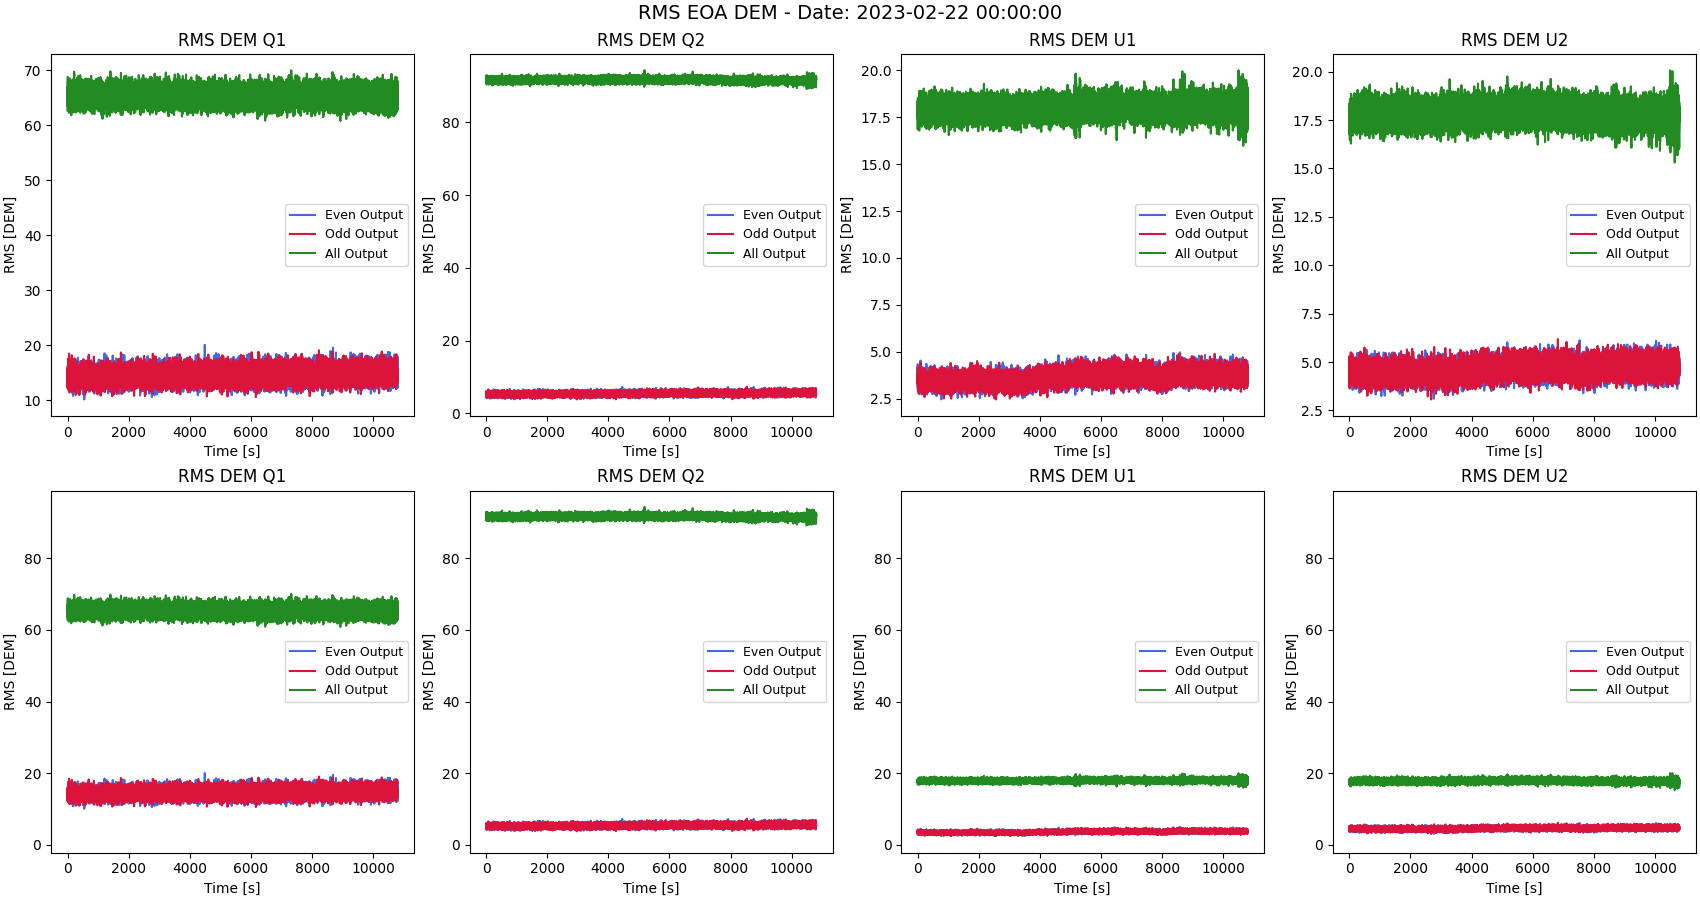 RMS EOA DEM - Date: 2023-02-22 00:00:00
RMS DEM Q1
RMS [DEM]
70
60
50
40
30
20
10
0 2000 4000 6000 8000 10000
Time [s]
Even Output
Odd Output
All Output
RMS DEM Q2
RMS [DEM]
80
60
40
20
0
0 2000 4000 6000 8000 10000
Time [s]
Even Output
Odd Output
All Output
RMS DEM U1
RMS [DEM]
20.0
17.5
15.0
12.5
10.0
7.5
5.0
2.5
0 2000 4000 6000 8000 10000
Time [s]
Even Output
Odd Output
All Output
RMS DEM U2
RMS [DEM]
20.0
17.5
15.0
12.5
10.0
7.5
5.0
2.5
0 2000 4000 6000 8000 10000
Time [s]
Even Output
Odd Output
All Output
RMS DEM Q1
RMS [DEM]
80
60
40
20
0
0 2000 4000 6000 8000 10000
Time [s]
Even Output
Odd Output
All Output
RMS DEM Q2
RMS [DEM]
80
60
40
20
0
0 2000 4000 6000 8000 10000
Time [s]
Even Output
Odd Output
All Output
RMS DEM U1
RMS [DEM]
80
60
40
20
0
0 2000 4000 6000 8000 10000
Time [s]
Even Output
Odd Output
All Output
RMS DEM U2
RMS [DEM]
80
60
40
20
0
0 2000 4000 6000 8000 10000
Time [s]
Even Output
Odd Output
All Output